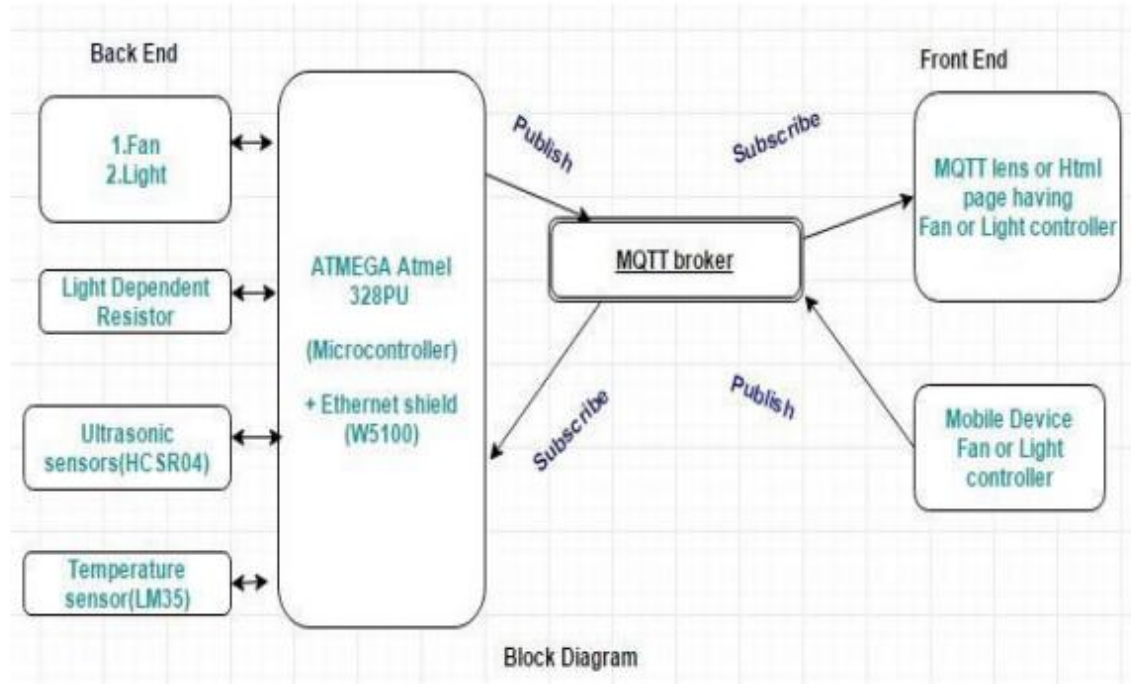 Back End
1.Fan
2.Light
Light Dependent
Resistor
Ultrasonic
sensors(HCSR04)
Temperature
sensor(LM35)
ATMEGA Atmel
328PU
(Microcontroller)
+ Ethernet shield
(W5100)
Publish
Subscribe
MQTT broker
Subscribe
Publish
Front End
MQTT lens or Html
page having
Fan or Light controller
Mobile Device
Fan or Light
controller
Block Diagram